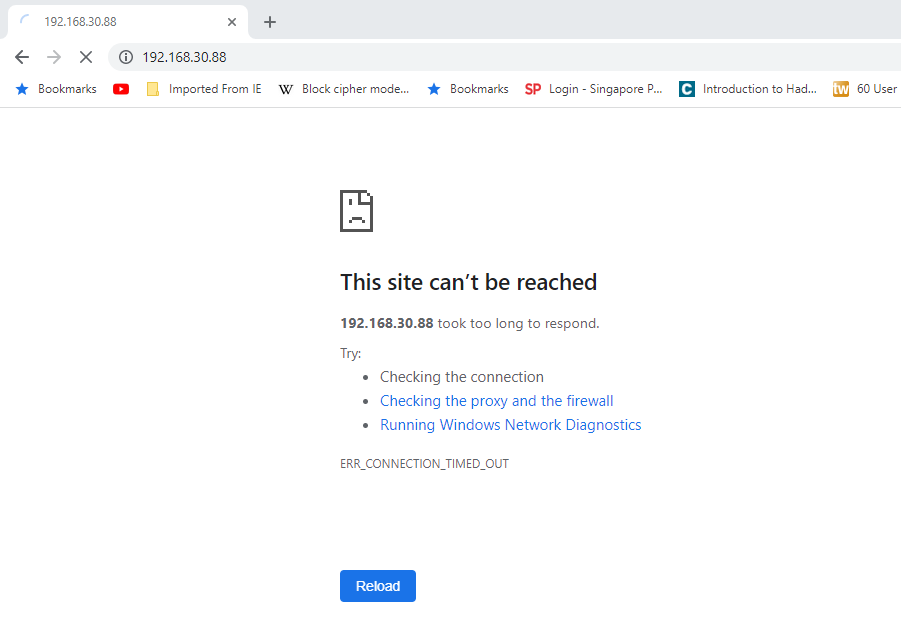 192.168.30.88
192.168.30.88
Bookmarks Imported From IE W Block cipher mode... Bookmarks SP Login - Singapore P... C Introduction to Had... tw 60 User
This site can’t be reached
192.168.30.88 took too long to respond.
Try:
Checking the connection
Checking the proxy and the firewall
Running Windows Network Diagnostics
ERR_CONNECTION_TIMED_OUT
Reload